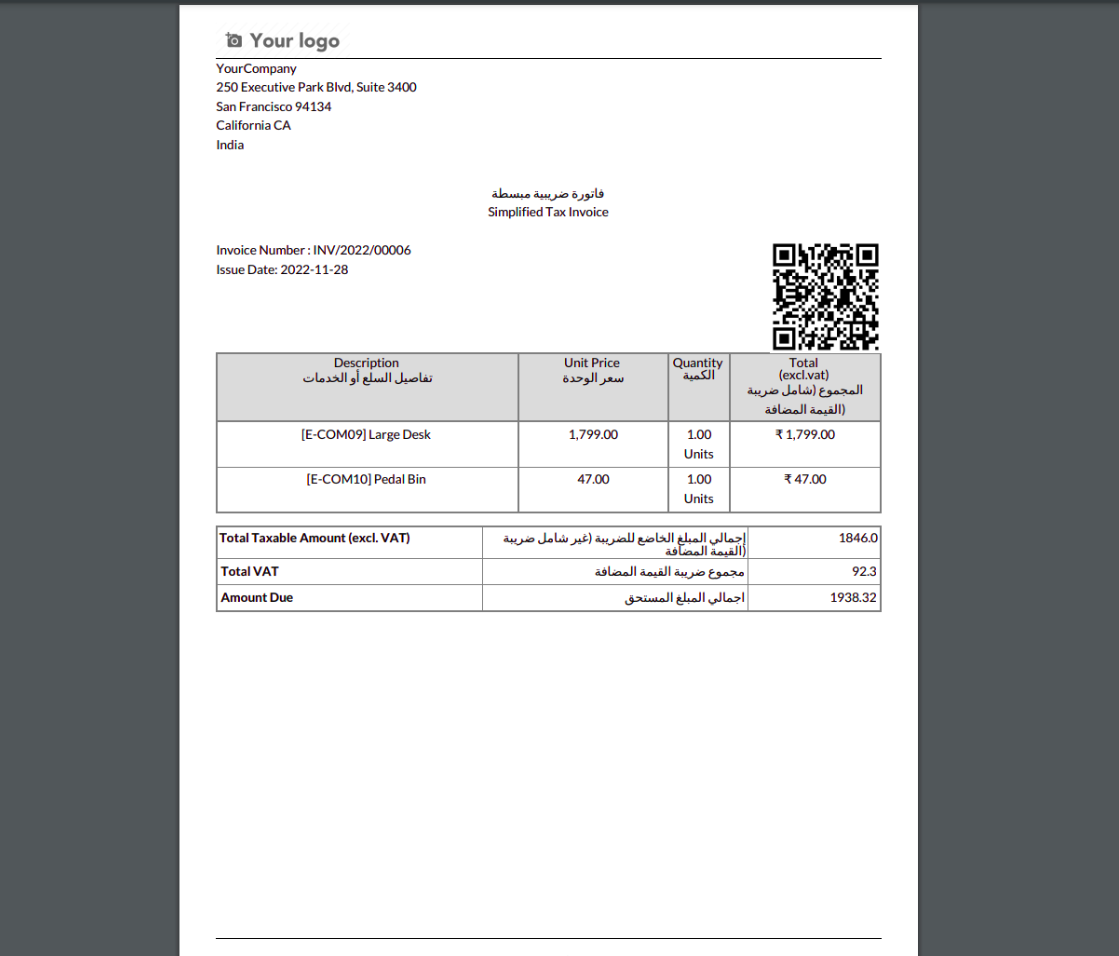 Your logo
YourCompany
250 Executive Park Blvd, Suite 3400
San Francisco 94134
California CA
India
فاتورة ضريبية مبسطة
Simplified Tax Invoice
Invoice Number : INV/2022/00006
Issue Date: 2022-11-28
Description
تفاصيل السلع أو الخدمات
Unit Price
سعر الوحدة
Quantity
الكمية
Total
(excl.vat)
المجموع (شامل ضريبة
القيمة المضافة)
[E-COM09] Large Desk
1,799.00
1.00
Units
₹ 1,799.00
[E-COM10] Pedal Bin
47.00
1.00
Units
₹ 47.00
Total Taxable Amount (excl. VAT)
إجمالي المبلغ الخاضع للضريبة (غير شامل ضريبة
القيمة المضافة)
1846.0
Total VAT
مجموع ضريبة القيمة المضافة
92.3
Amount Due
اجمالي المبلغ المستحق
1938.32